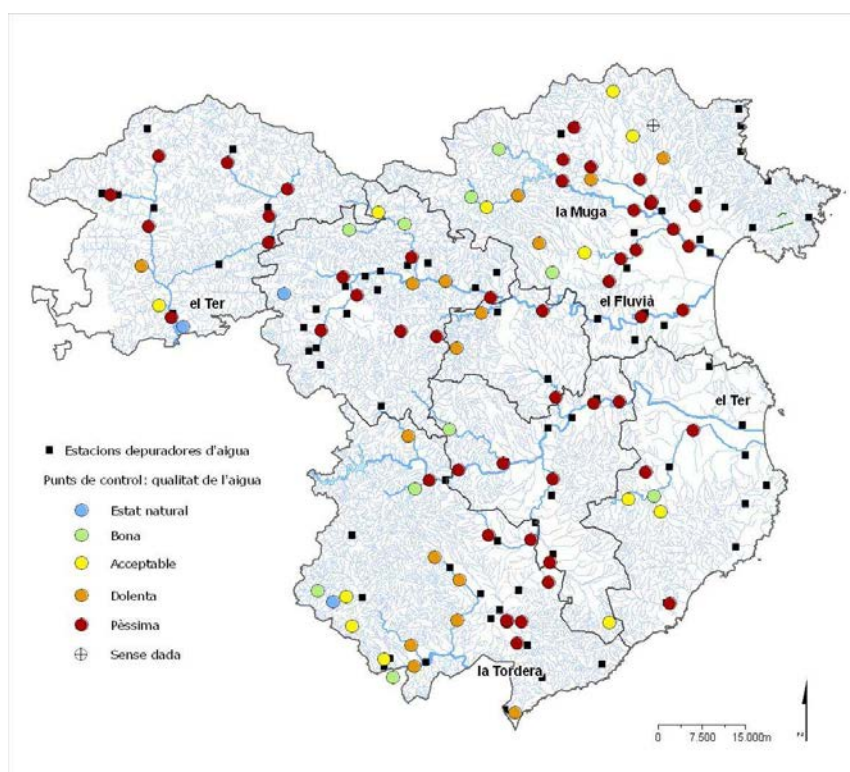 la Muga
el Ter
el Fluvià
el Ter
Estacions depuradores d'aigua
Punts de control: qualitat de l'aigua
Estat natural
Bona
Acceptable
Dolenta
Pèssima
Sense dada
la Tordera
N
0 7.500 15.000m